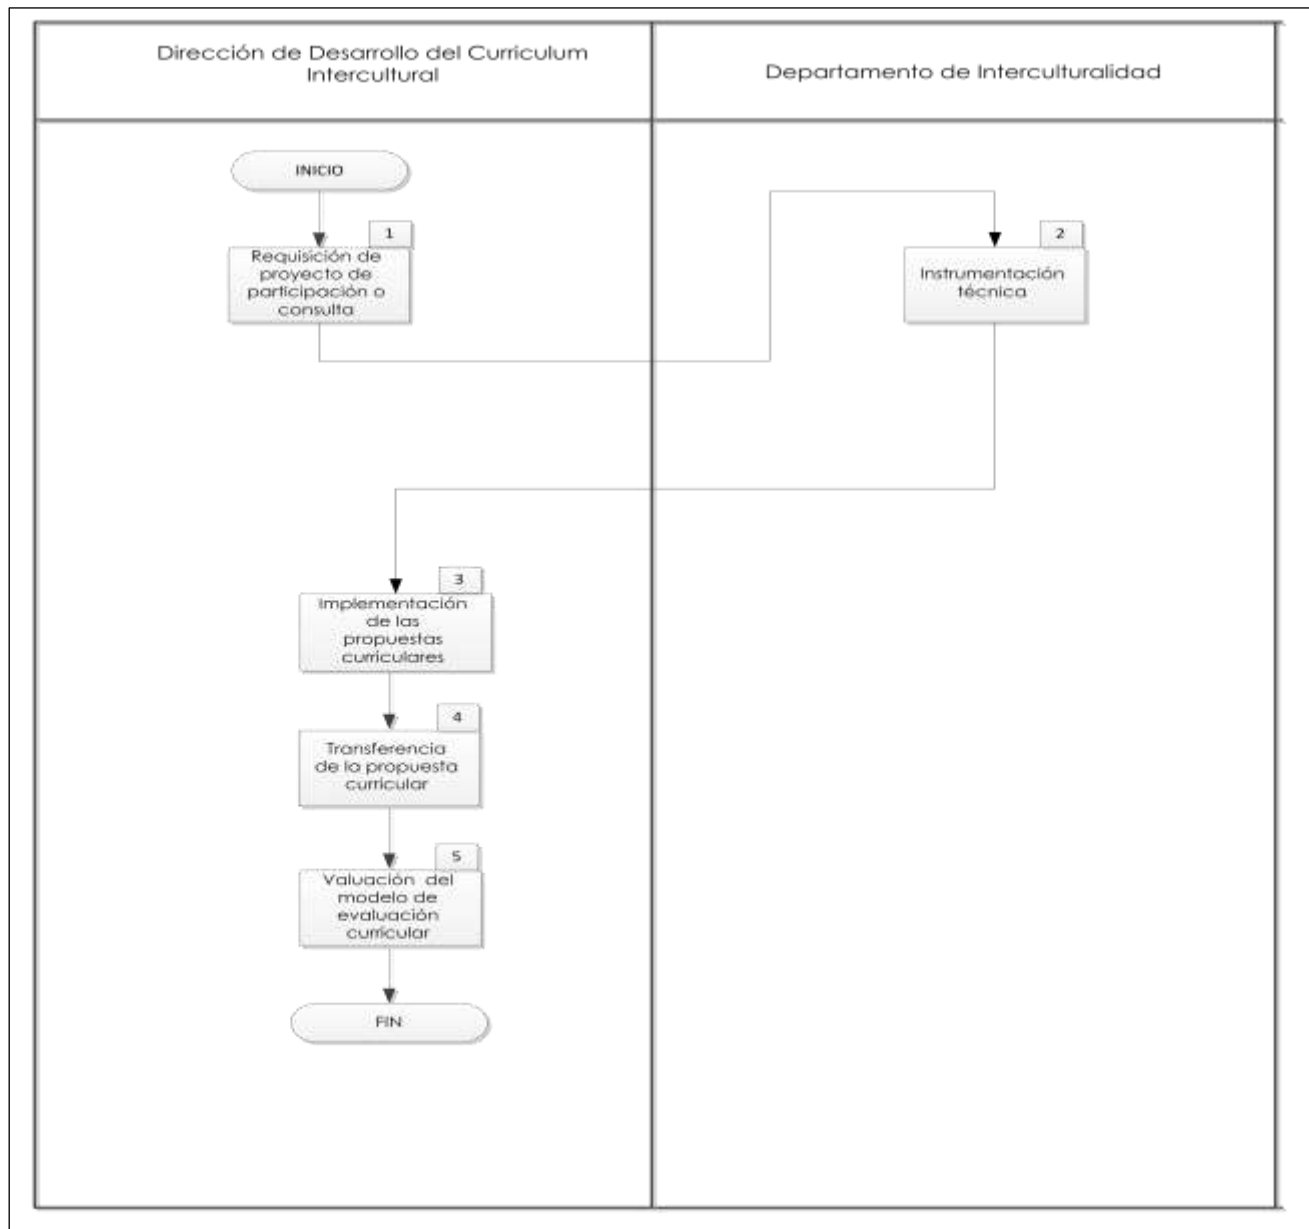 Dirección de Desarrollo del Curriculum
Intercultural
Departamento de Interculturalidad
INICIO
1
Requisición de
proyecto de
participación o
consulta
2
Instrumentación
técnica
3
Implementación
de las
propuestas
curriculares
4
Transferencia
de la propuesta
curricular
5
Valuación del
modelo de
evaluación
curricular
FIN